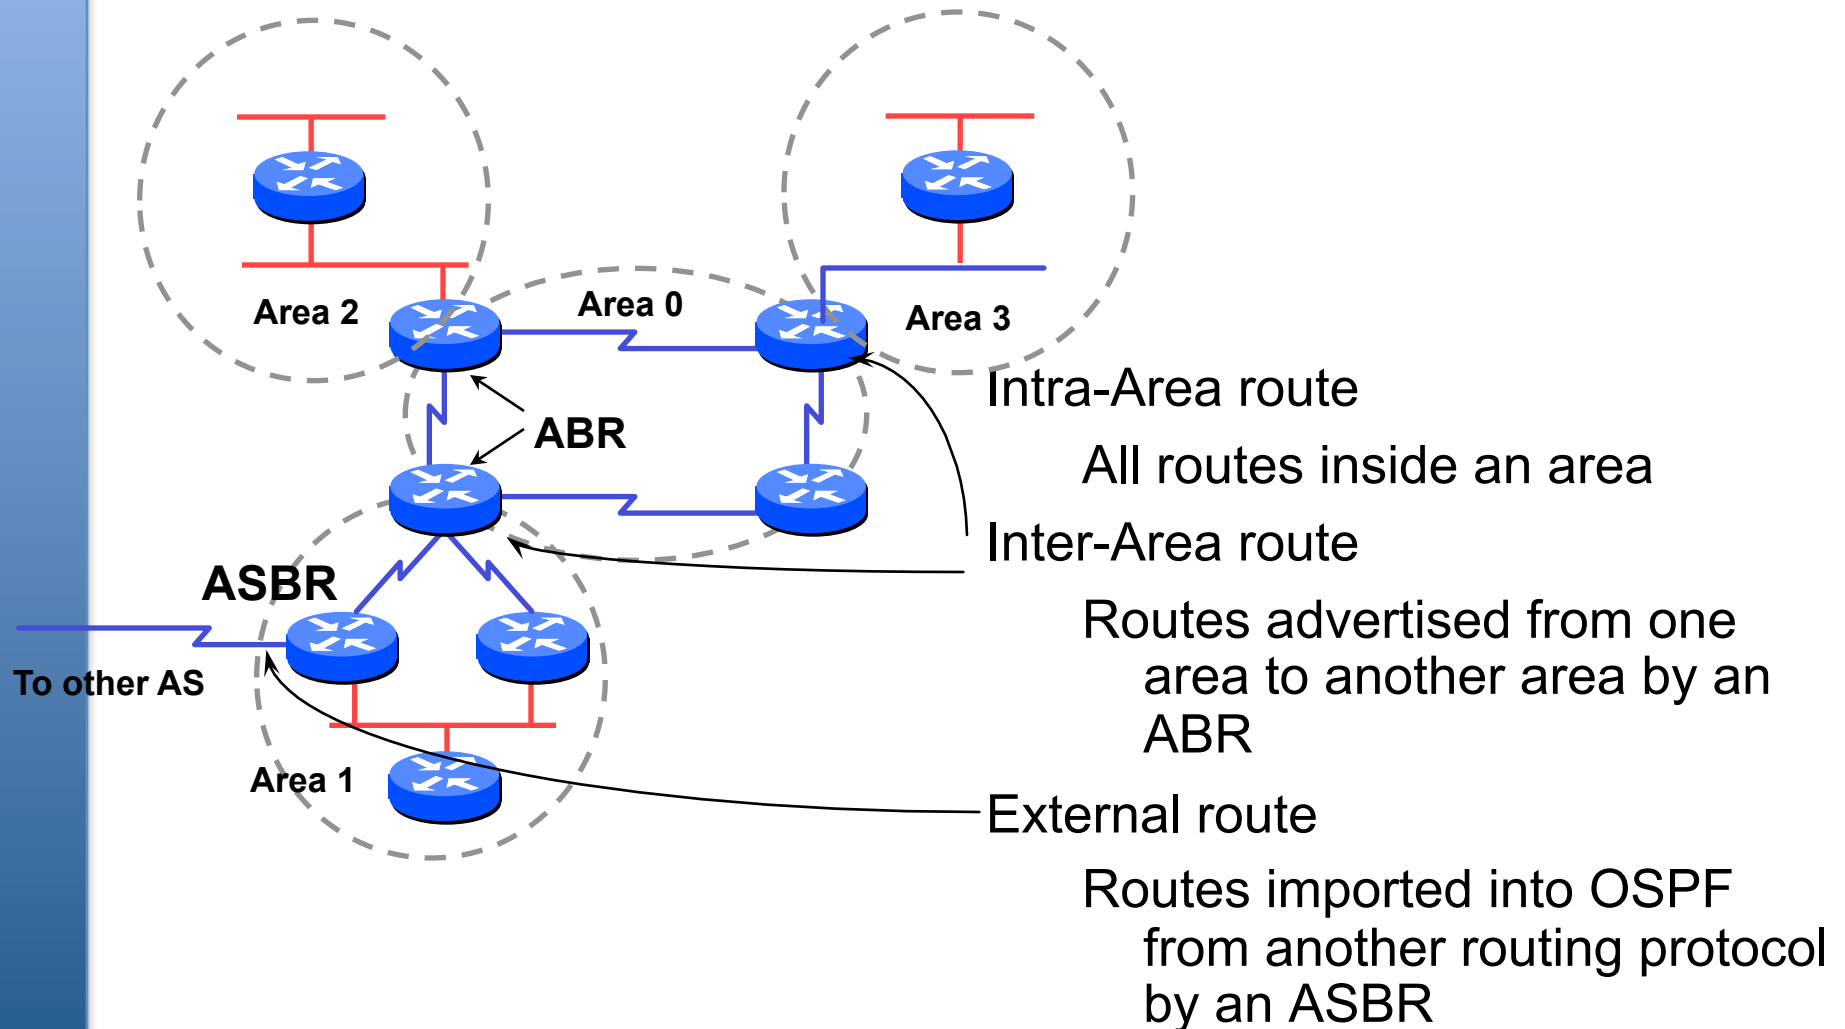 Area 2
Area 0
Area 3
ABR
ASBR
To other AS
Area 1
Intra-Area route
All routes inside an area
Inter-Area route
Routes advertised from one
area to another area by an
ABR
External route
Routes imported into OSPF
from another routing protocol
by an ASBR